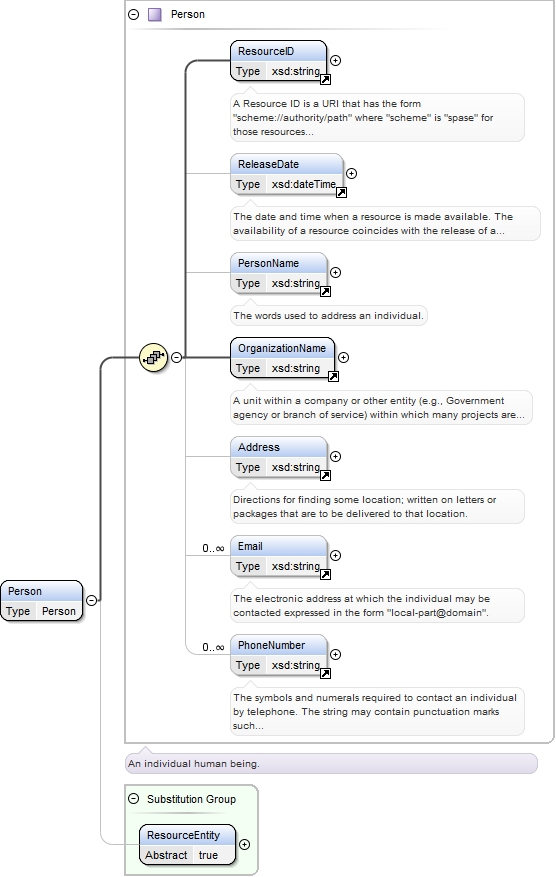 Person
ResourceID
Type xsd:string
A Resource ID is a URI that has the form
"scheme://authority/path" where "scheme" is "spase" for
those resources...
ReleaseDate
Type xsd:dateTime
The date and time when a resource is made available. The
availability of a resource coincides with the release of a...
PersonName
Type xsd:string
The words used to address an individual.
OrganizationName
Type xsd:string
A unit within a company or other entity (e.g., Government
agency or branch of service) within which many projects are...
Address
Type xsd:string
Directions for finding some location; written on letters or
packages that are to be delivered to that location.
0..∞
Email
Type xsd:string
The electronic address at which the individual may be
contacted expressed in the form "local-part@domain".
0..∞
PhoneNumber
Type xsd:string
The symbols and numerals required to contact an individual
by telephone. The string may contain punctuation marks
such...
Person
Type Person
An individual human being.
Substitution Group
ResourceEntity
Abstract true